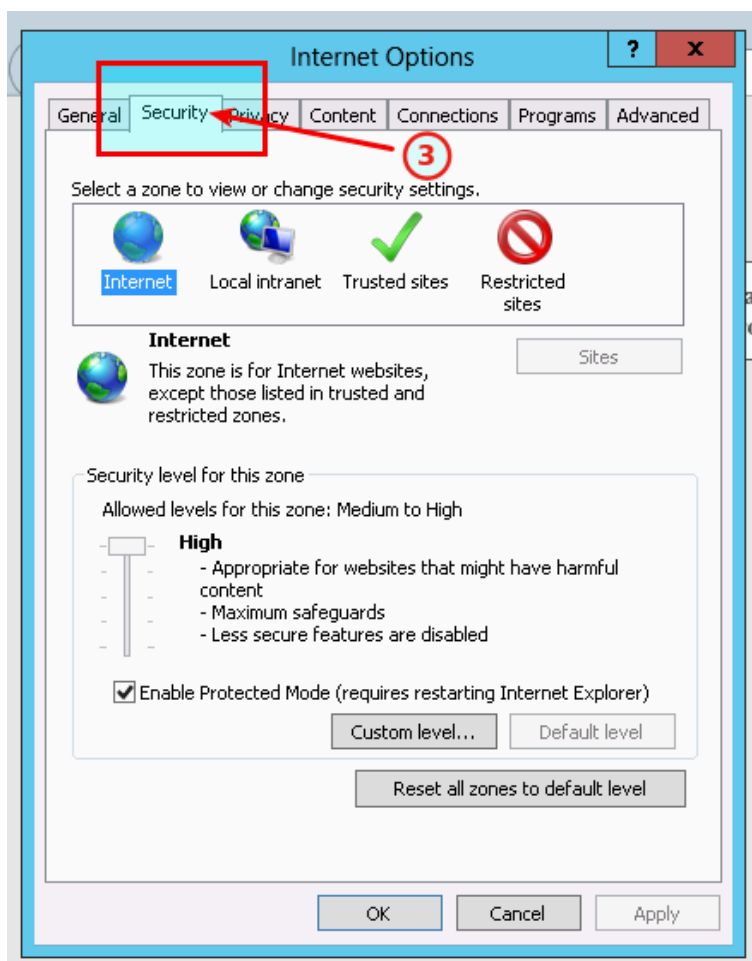 Internet Options
? x
General Security Privacy Content Connections Programs Advanced
3
Select a zone to view or change security settings.
Internet Local intranet Trusted sites Restricted
sites
Internet
Sites
This zone is for Internet websites,
except those listed in trusted and
restricted zones.
Security level for this zone
Allowed levels for this zone: Medium to High
High
- Appropriate for websites that might have harmful
content
- Maximum safeguards
- Less secure features are disabled
Enable Protected Mode (requires restarting Internet Explorer)
Custom level... Default level
Reset all zones to default level
OK Cancel Apply